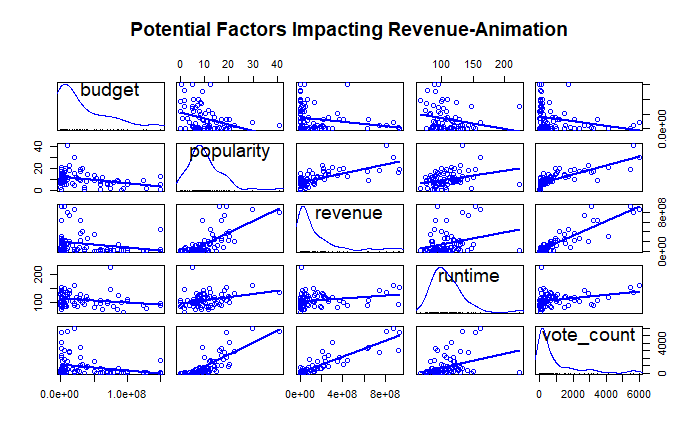 Potential Factors Impacting Revenue-Animation
0 10 20 30 40
100 150 200
budget
0.0e+00
0 20 40
popularity
revenue
0e+00 8e+08
100 200
runtime
vote_count
0 2000 4000
0.0e+00 1.0e+08
0e+00 4e+08 8e+08
0 2000 4000 6000